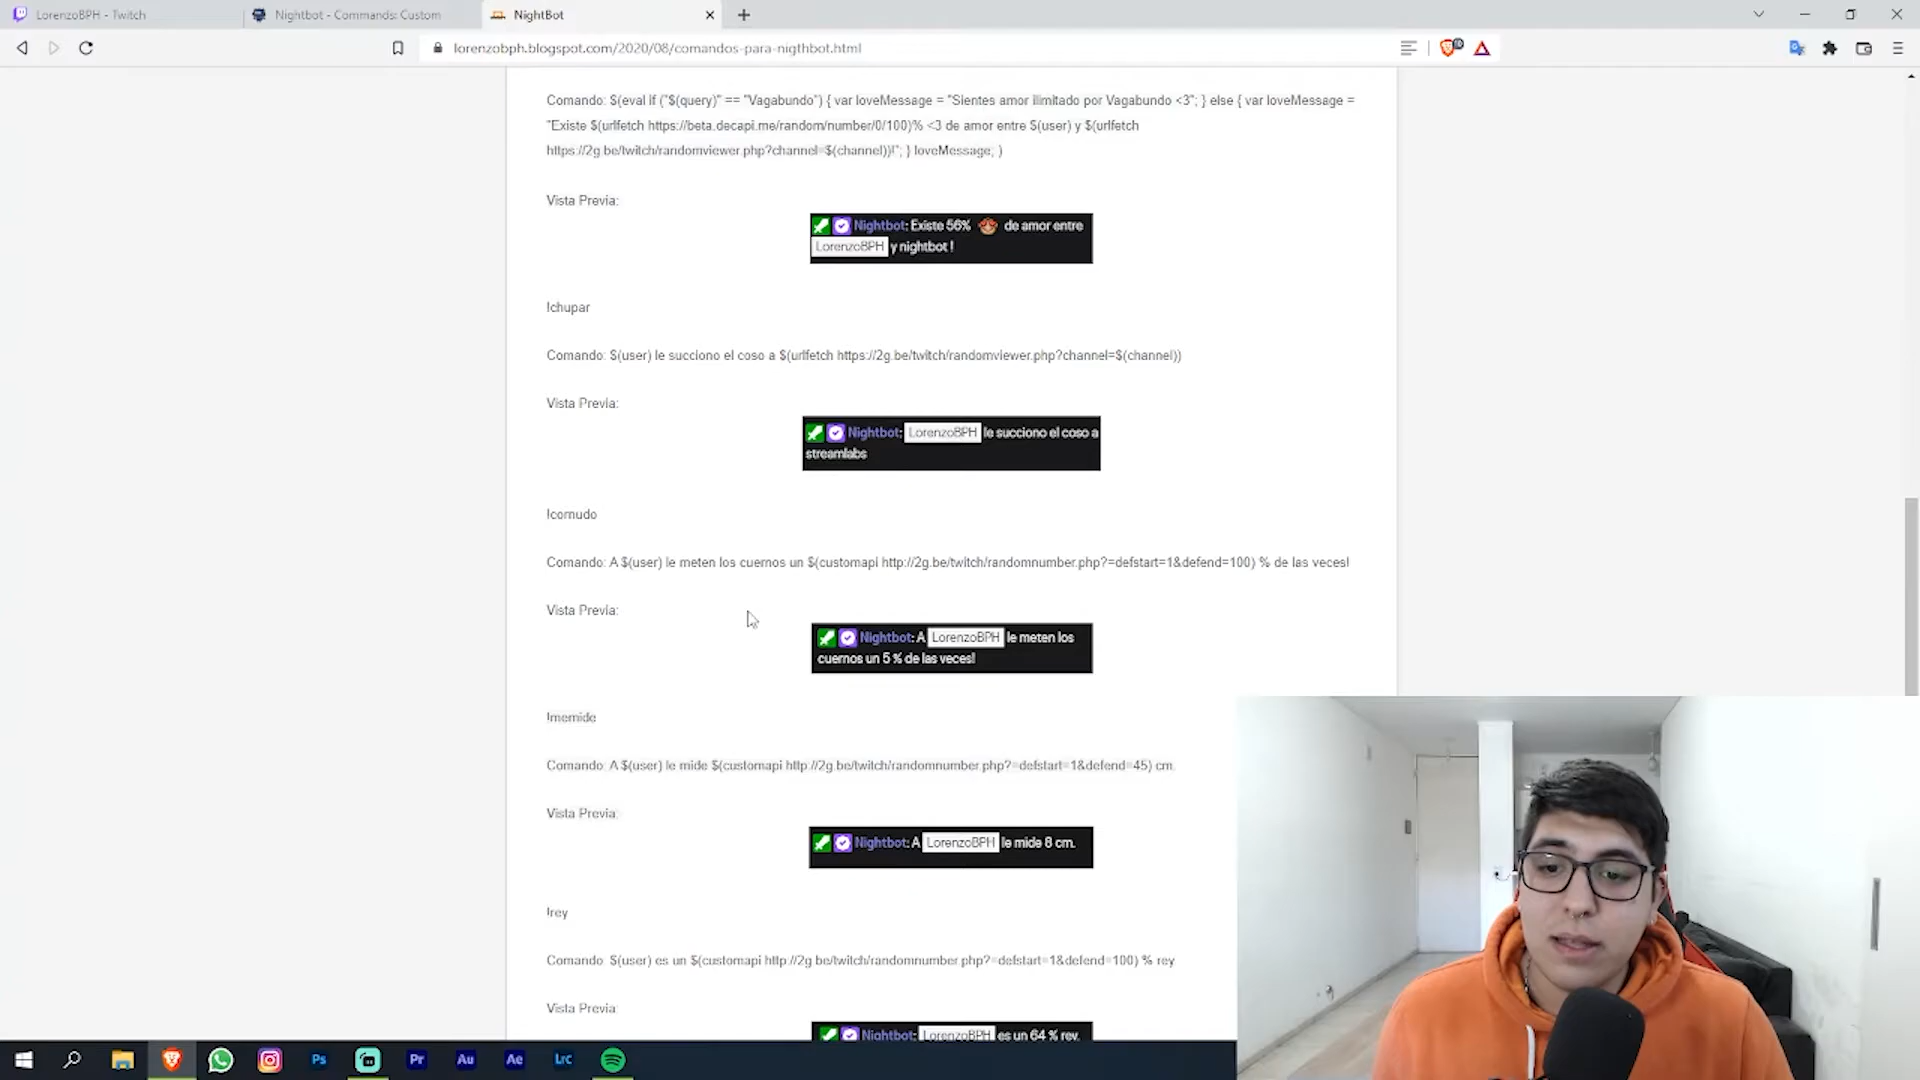 LorenzoBPH - Twitch
Nightbot - Commands: Custom
NightBot
lorenzobph.blogspot.com/2020/08/comandos-para-nigthbot.html
Comando: $(eval if ("$(query)" == "Vagabundo") { var loveMessage = "Sientes amor ilimitado por Vagabundo <3"; } else { var loveMessage =
"Existe $(urlfetch https://beta.decapi.me/random/number/0/100)% <3 de amor entre $(user) y $(urlfetch
https://2g.be/twitch/randomviewer.php?channel=$(channel))!"; } loveMessage; )
Vista Previa:
Nightbot: Existe 56% de amor entre
LorenzoBPH y nightbot !
!chupar
Comando: $(user) le succiono el coso a $(urlfetch https://2g.be/twitch/randomviewer.php?channel=$(channel))
Vista Previa:
Nightbot: LorenzoBPH le succiono el coso a
streamlabs
!cornudo
Comando: A $(user) le meten los cuernos un $(customapi http://2g.be/twitch/randomnumber.php?=defstart=1&defend=100) % de las veces!
Vista Previa:
Nightbot: A LorenzoBPH le meten los
cuernos un 5 % de las veces!
!memide
Comando: A $(user) le mide $(customapi http://2g.be/twitch/randomnumber.php?=defstart=1&defend=45) cm.
Vista Previa:
Nightbot: A LorenzoBPH le mide 8 cm.
!rey
Comando: $(user) es un $(customapi http://2g.be/twitch/randomnumber.php?=defstart=1&defend=100) % rey
Vista Previa:
Nightbot: LorenzoBPH es un 64 % rey.
Ps
Pr
Au
Ae
Lrc